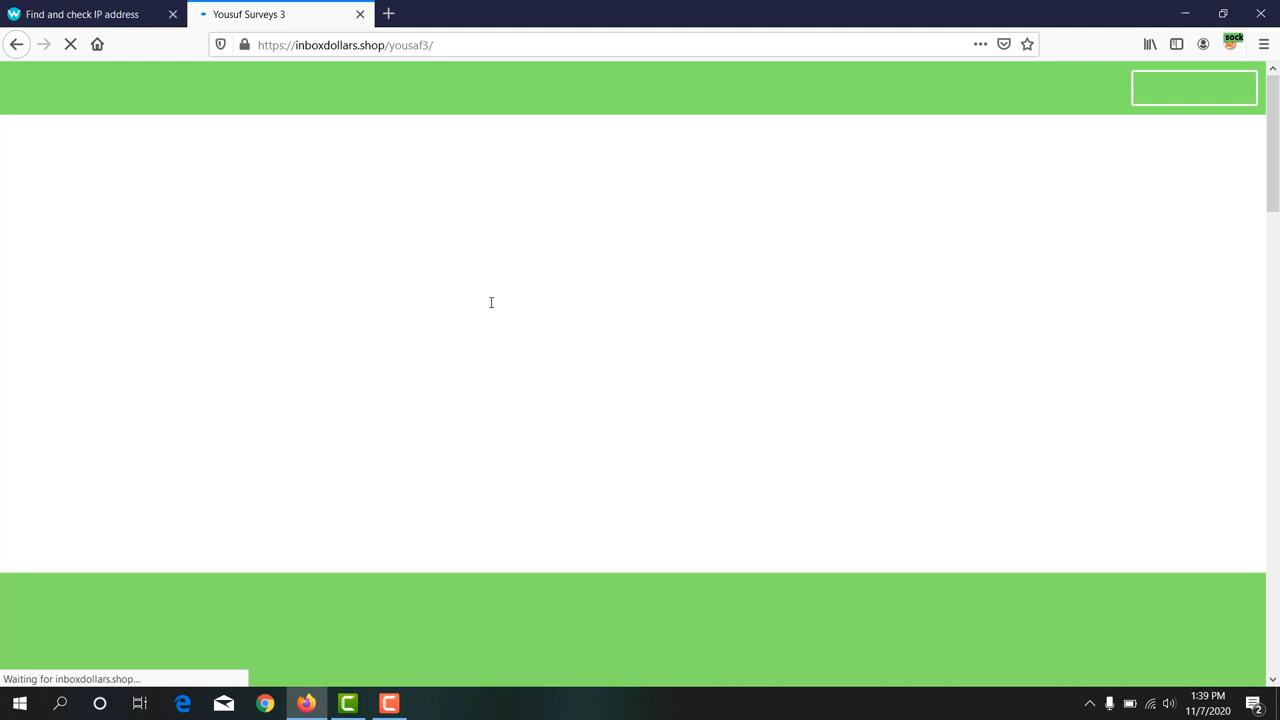 Find and check IP address
Yousuf Surveys 3
https://inboxdollars.shop/yousaf3/
sock
Waiting for inboxdollars.shop...
1:39 PM
11/7/2020
2